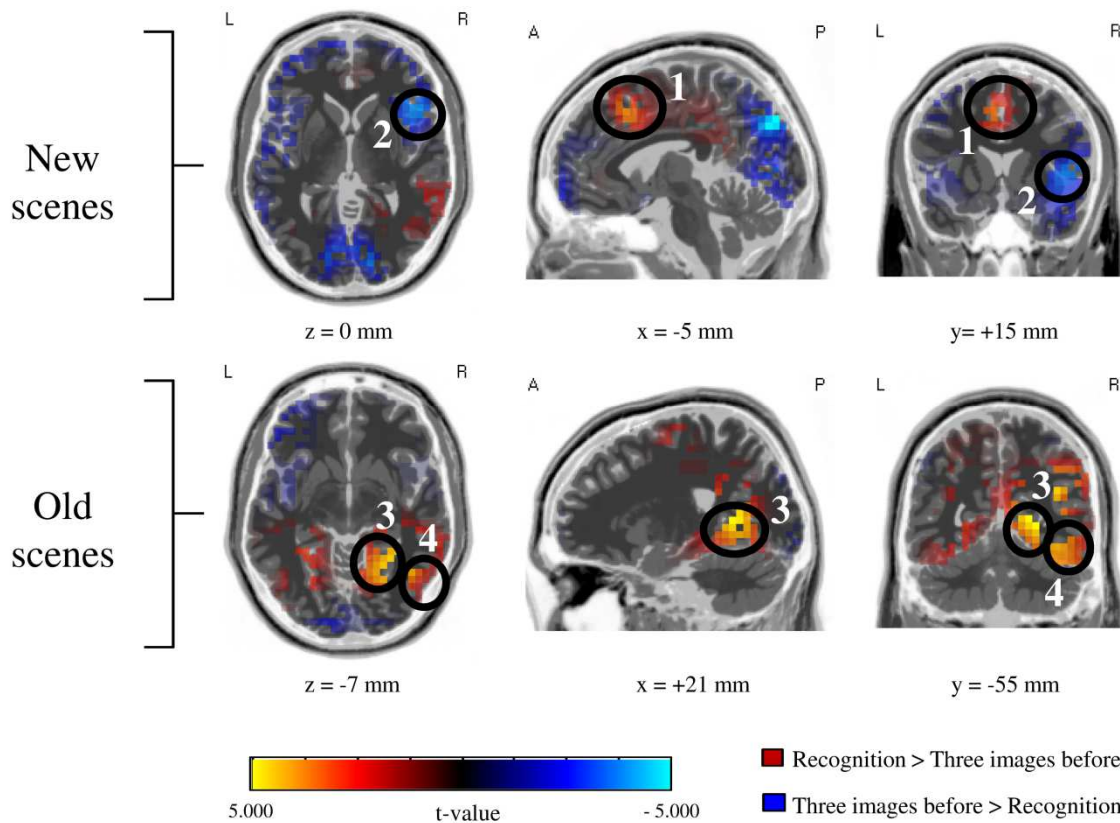 L R A P L R
1
2
1
2
New
scenes
z = 0 mm x = -5 mm y= +15 mm
L R A P L R
3
4
3
3
4
Old
scenes
z = -7 mm x = +21 mm y = -55 mm
5.000 t-value - 5.000
Recognition > Three images before
Three images before > Recognition